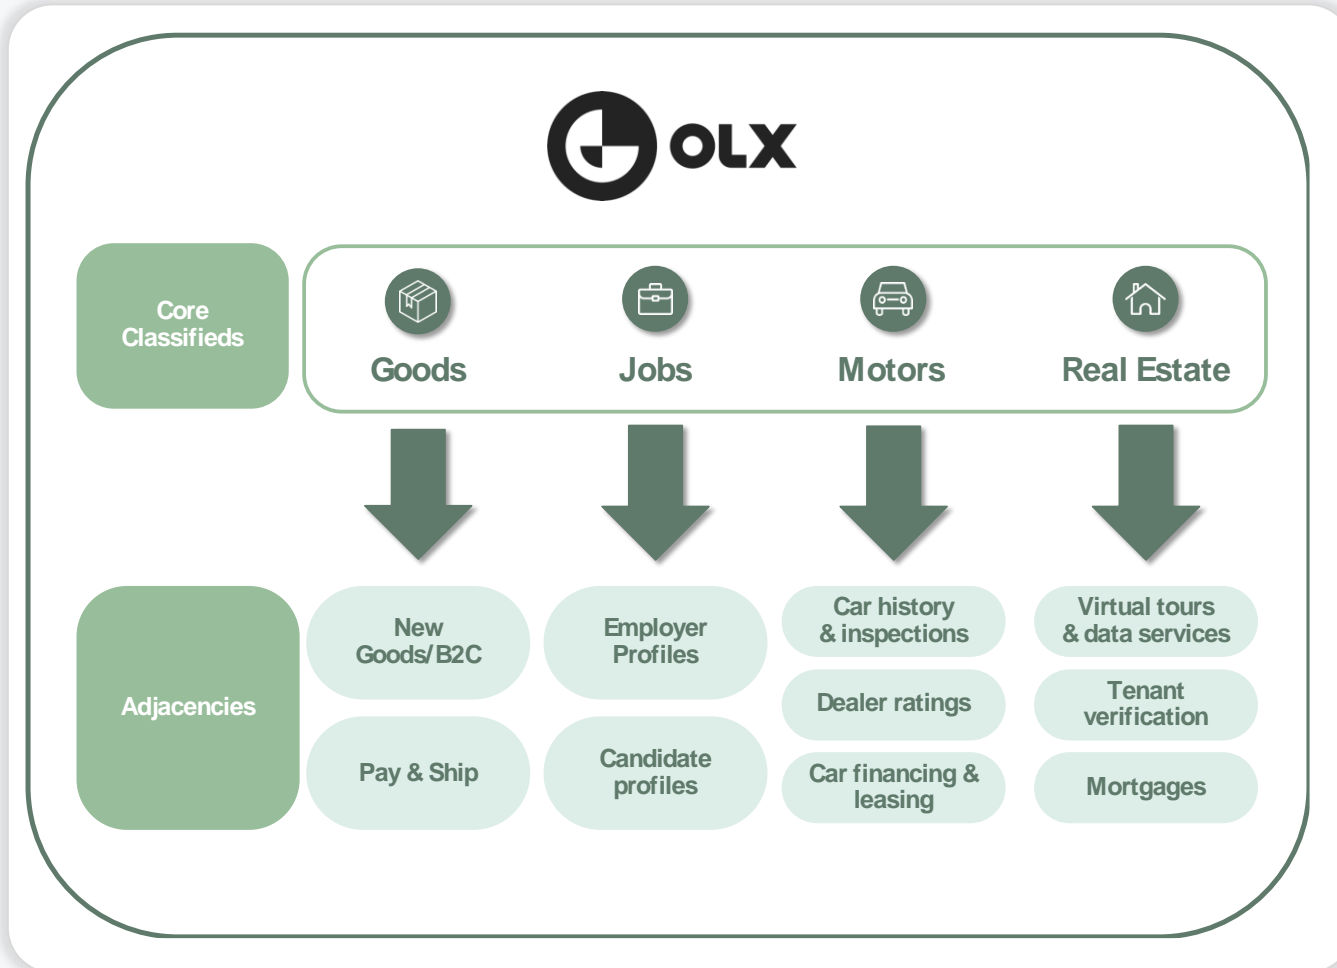 OLX
Core
Classifieds
Goods
Jobs
Motors
Real Estate
Adjacencies
New
Goods/B2C
Pay & Ship
Employer
Profiles
Candidate
profiles
Car history
& inspections
Dealer ratings
Car financing &
leasing
Virtual tours
& data services
Tenant
verification
Mortgages